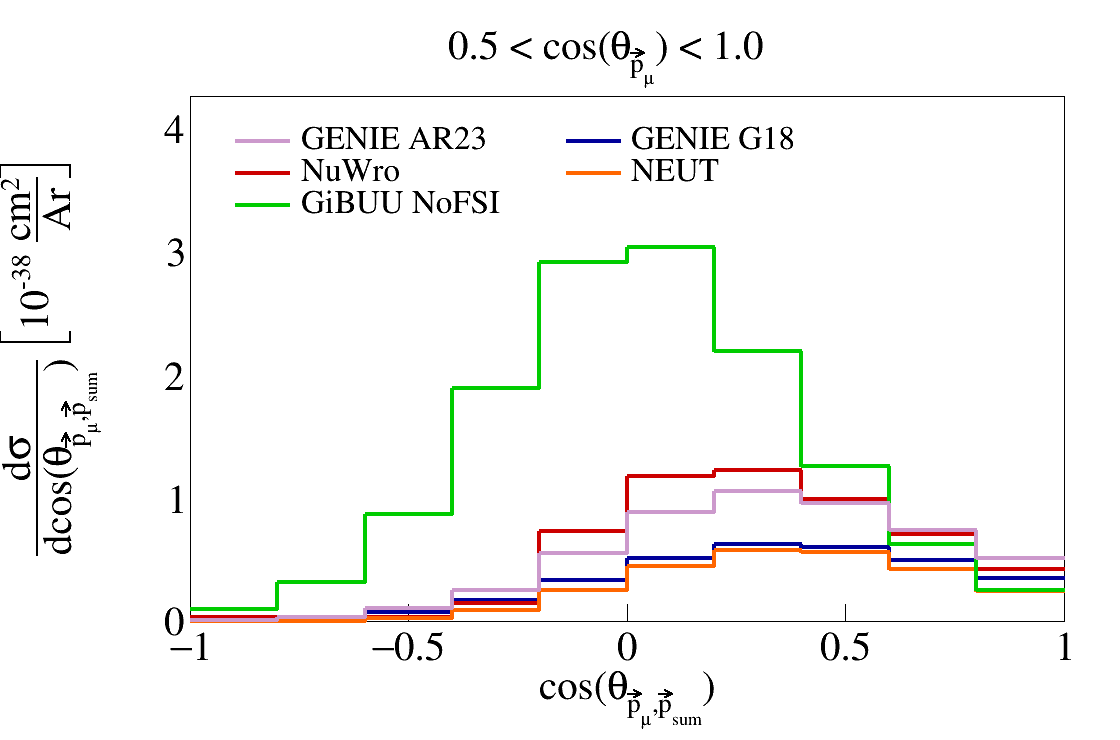 0.5 < cos(θ_{p⃗_μ}) < 1.0
GENIE AR23
GENIE G18
NuWro
NEUT
GiBUU NoFSI
dσ/dcos(θ_{p⃗_μ,p⃗_sum}) [10^{-38} cm²/Ar]
4
3
2
1
0
−1 −0.5 0 0.5 1
cos(θ_{p⃗_μ,p⃗_sum})